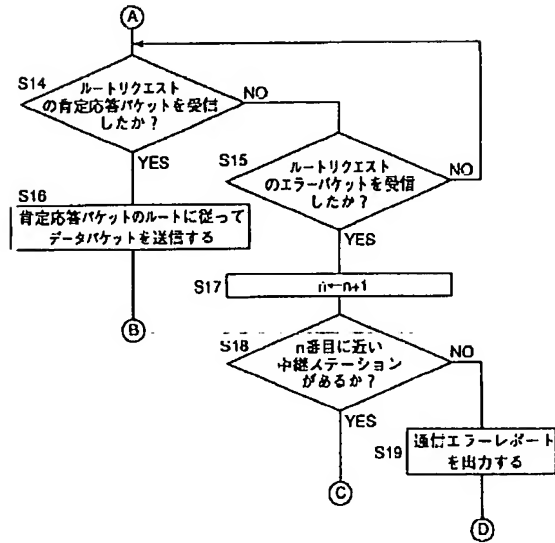 A
S14
ルートリクエスト
の肯定応答パケットを受信
したか?
NO
YES
S15
ルートリクエスト
のエラーパケットを受信
したか?
NO
YES
S16
肯定応答パケットのルートに従って
データパケットを送信する
B
S17
n←n+1
S18
n番目に近い
中継ステーション
があるか?
NO
YES
S19
通信エラーレポート
を出力する
C
D